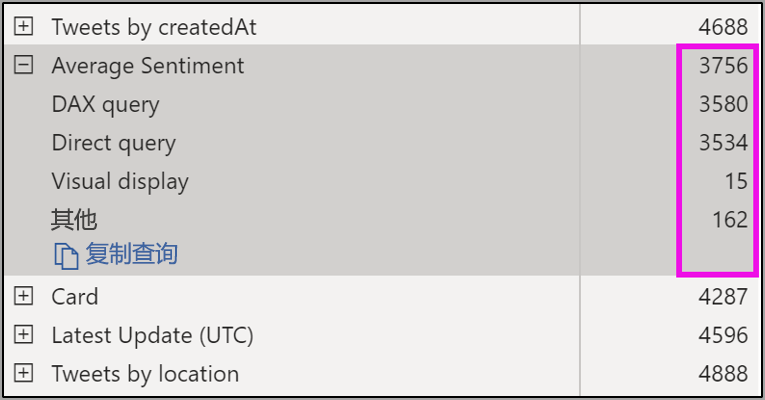 Tweets by createdAt 4688
Average Sentiment 3756
DAX query 3580
Direct query 3534
Visual display 15
其他 162
复制查询
Card 4287
Latest Update (UTC) 4596
Tweets by location 4888